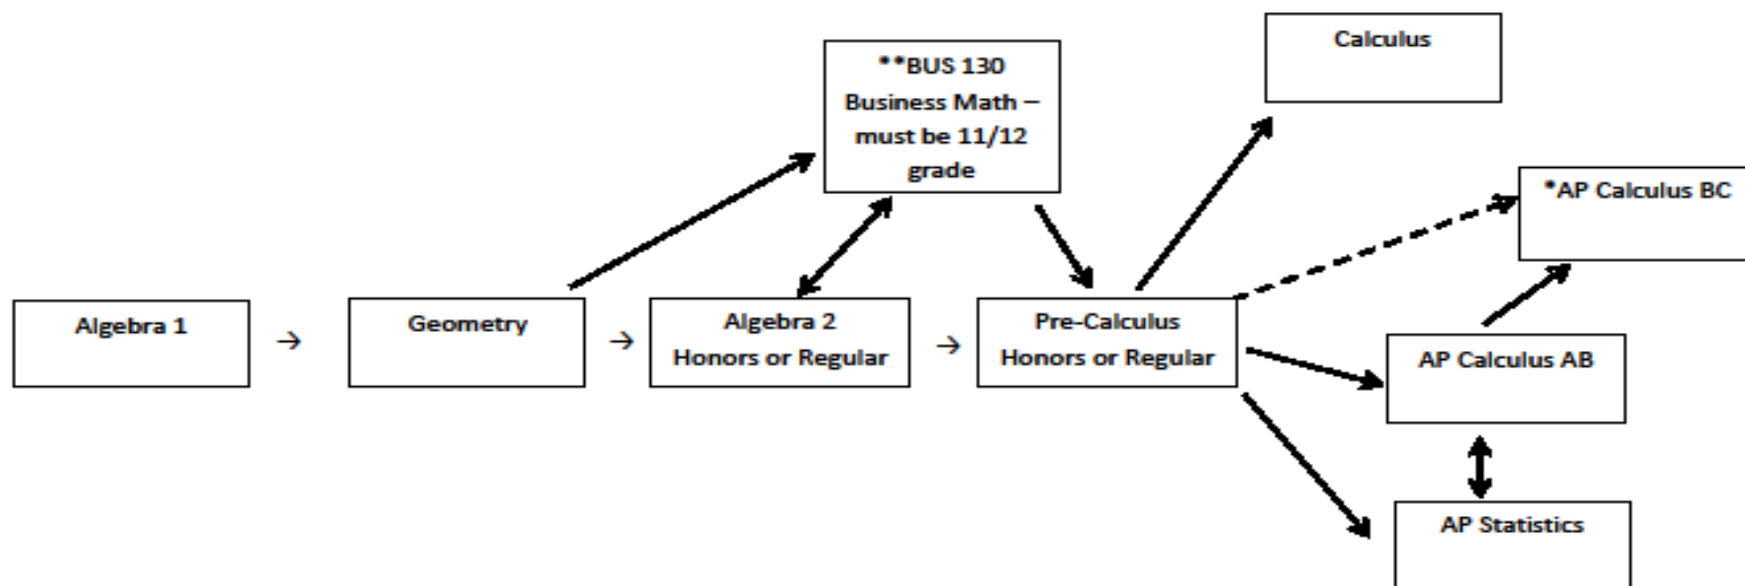 Calculus
**BUS 130
Business Math –
must be 11/12
grade
*AP Calculus BC
Algebra 1
→
Geometry
→
Algebra 2
Honors or Regular
→
Pre-Calculus
Honors or Regular
AP Calculus AB
AP Statistics